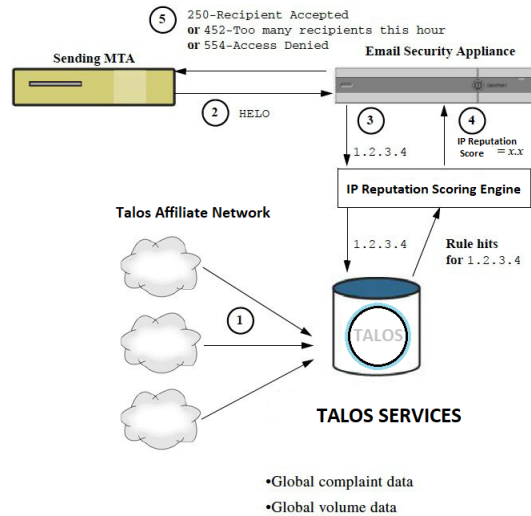 5
250-Recipient Accepted
or 452-Too many recipients this hour
or 554-Access Denied
Sending MTA
Email Security Appliance
2 HELO
3
4
1.2.3.4
IP Reputation
Score = x.x
IP Reputation Scoring Engine
Talos Affiliate Network
1.2.3.4
Rule hits
for 1.2.3.4
1
TALOS
TALOS SERVICES
•Global complaint data
•Global volume data